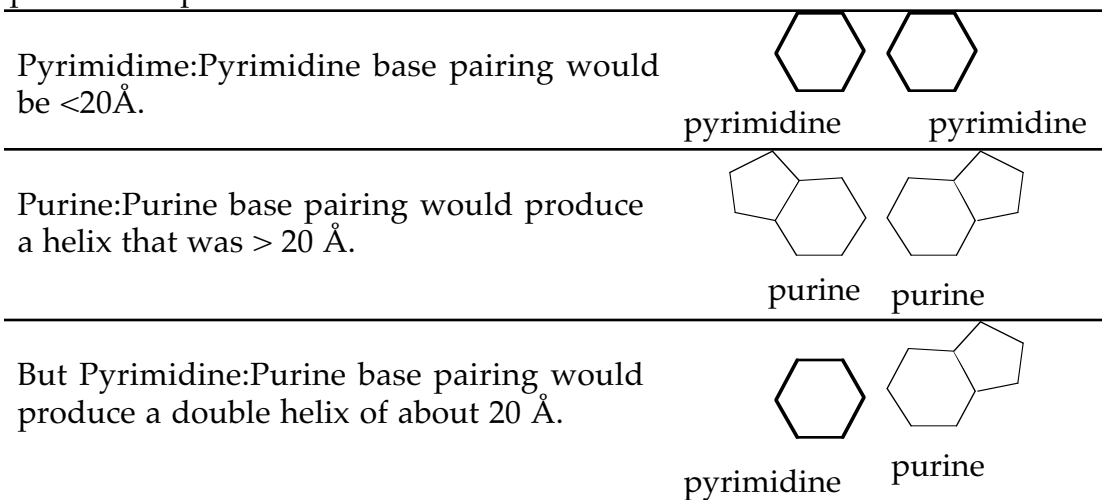 Pyrimidime:Pyrimidine base pairing would
be <20Å.
pyrimidine pyrimidine
Purine:Purine base pairing would produce
a helix that was > 20 Å.
purine purine
But Pyrimidine:Purine base pairing would
produce a double helix of about 20 Å.
pyrimidine purine